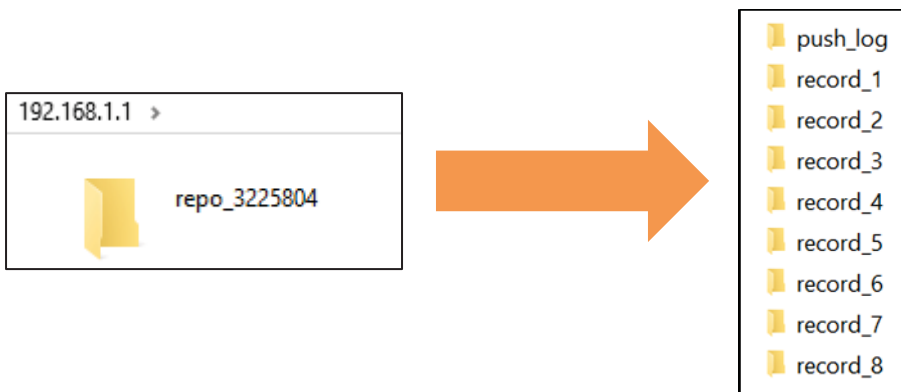 192.168.1.1 >
repo_3225804
push_log
record_1
record_2
record_3
record_4
record_5
record_6
record_7
record_8